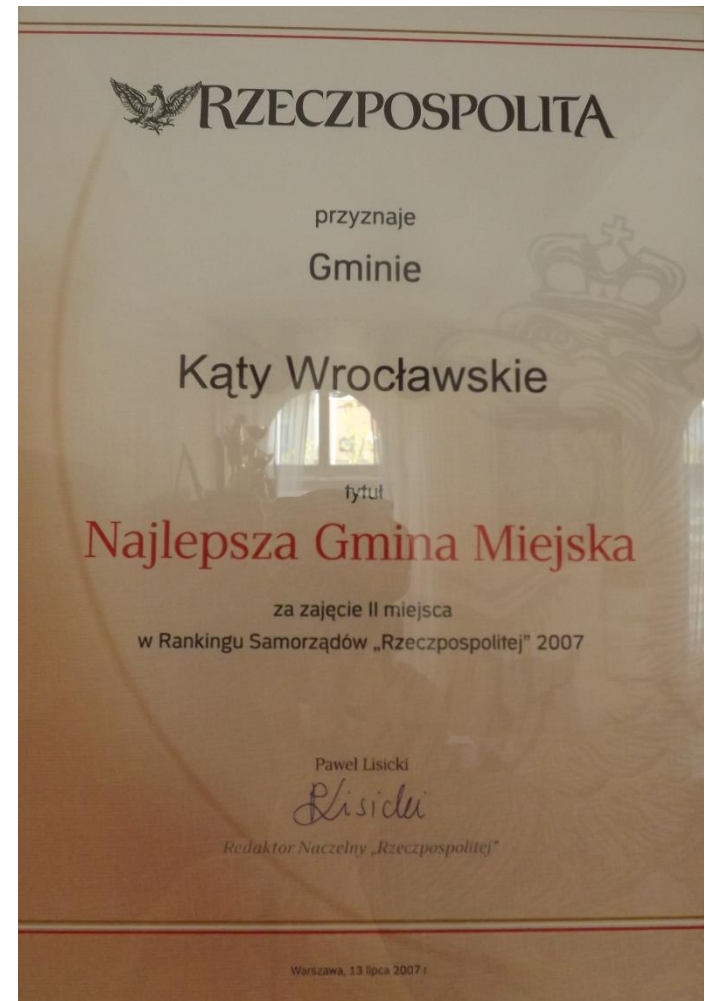 RZECZPOSPOLITA
przyznaje
Gminie
Kąty Wrocławskie
tytuł
Najlepsza Gmina Miejska
za zajęcie II miejsca
w Rankingu Samorządów „Rzeczpospolitej” 2007
Paweł Lisicki
PLisicki
Redaktor Naczelny „Rzeczpospolitej”
Warszawa, 13 lipca 2007 r.